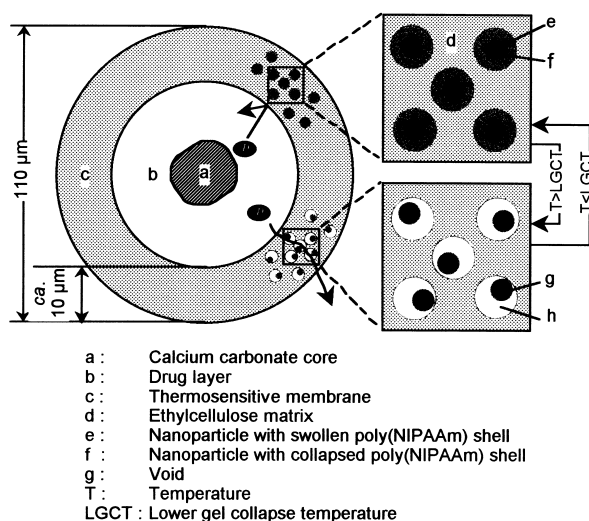 110 µm
ca.
10 µm
c
b
a
d
e
f
g
h
T>LGCT
T<LGCT
a : Calcium carbonate core
b : Drug layer
c : Thermosensitive membrane
d : Ethylcellulose matrix
e : Nanoparticle with swollen poly(NIPAAm) shell
f : Nanoparticle with collapsed poly(NIPAAm) shell
g : Void
T : Temperature
LGCT : Lower gel collapse temperature